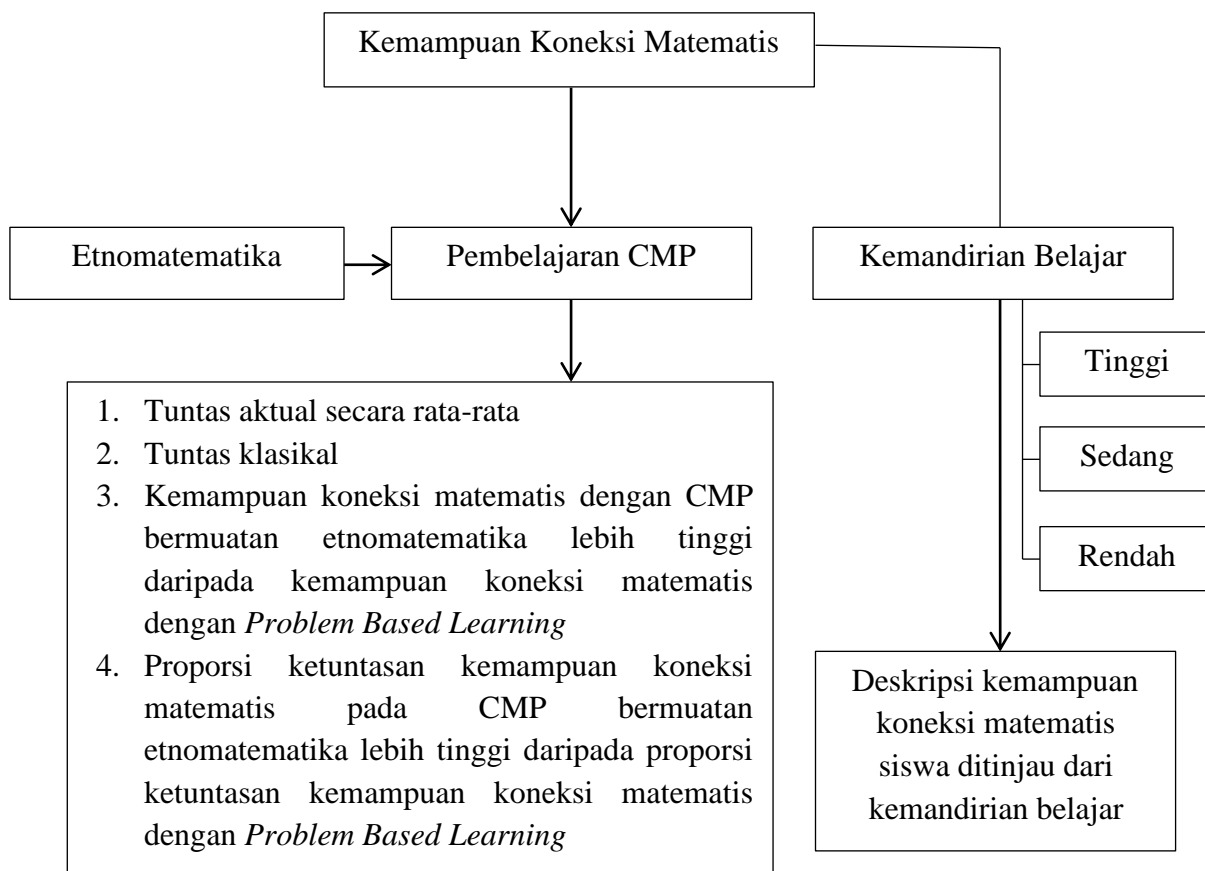 Kemampuan Koneksi Matematis
Etnomatematika
Pembelajaran CMP
Kemandirian Belajar
Tinggi
Sedang
Rendah
1. Tuntas aktual secara rata-rata
2. Tuntas klasikal
3. Kemampuan koneksi matematis dengan CMP
bermuatan etnomatematika lebih tinggi
daripada kemampuan koneksi matematis
dengan Problem Based Learning
4. Proporsi ketuntasan kemampuan koneksi
matematis pada CMP bermuatan
etnomatematika lebih tinggi daripada proporsi
ketuntasan kemampuan koneksi matematis
dengan Problem Based Learning
Deskripsi kemampuan
koneksi matematis
siswa ditinjau dari
kemandirian belajar